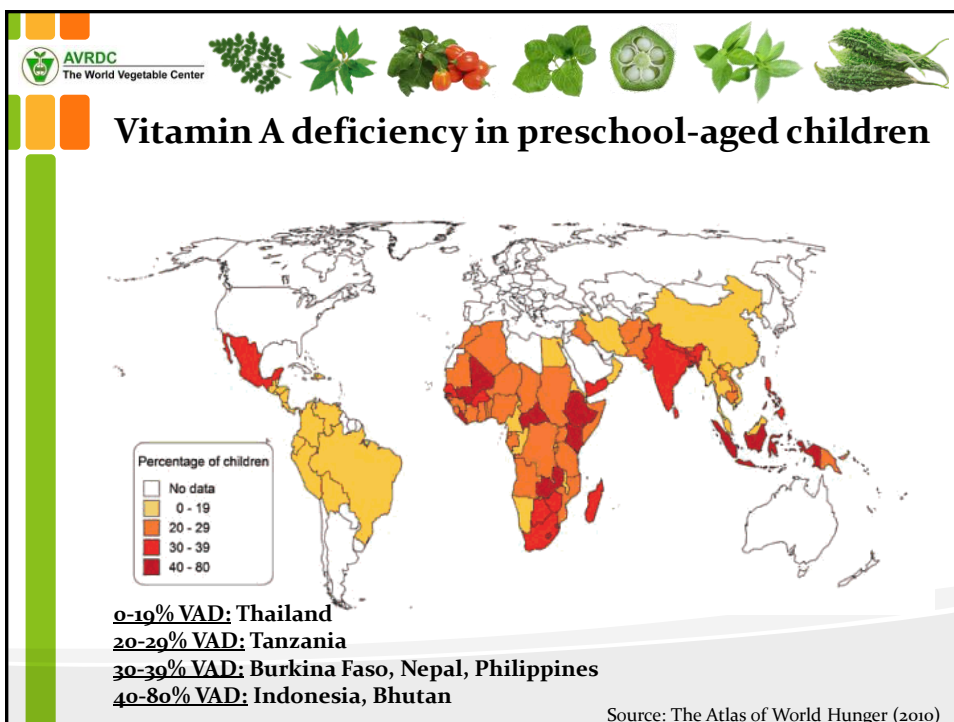 AVRDC
The World Vegetable Center
Vitamin A deficiency in preschool-aged children
Percentage of children
No data
0 - 19
20 - 29
30 - 39
40 - 80
0-19% VAD: Thailand
20-29% VAD: Tanzania
30-39% VAD: Burkina Faso, Nepal, Philippines
40-80% VAD: Indonesia, Bhutan
Source: The Atlas of World Hunger (2010)